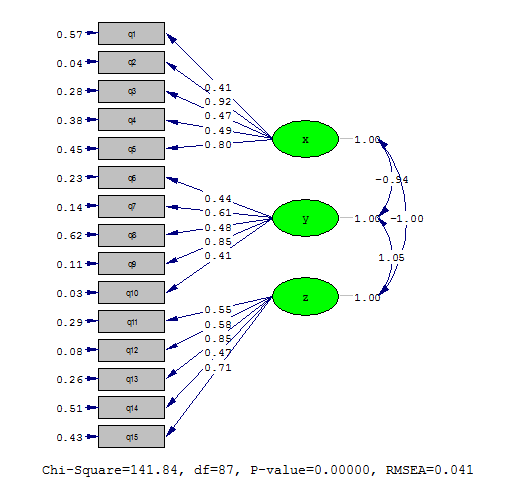 0.57 q1
0.04 q2
0.28 q3
0.38 q4
0.45 q5
0.23 q6
0.14 q7
0.62 q8
0.11 q9
0.03 q10
0.29 q11
0.08 q12
0.26 q13
0.51 q14
0.43 q15
0.41
0.92
0.47
0.49
0.80
0.44
0.61
0.48
0.85
0.41
0.55
0.58
0.85
0.47
0.71
x 1.00
y 1.00
z 1.00
-0.94
-1.00
1.05
Chi-Square=141.84, df=87, P-value=0.00000, RMSEA=0.041